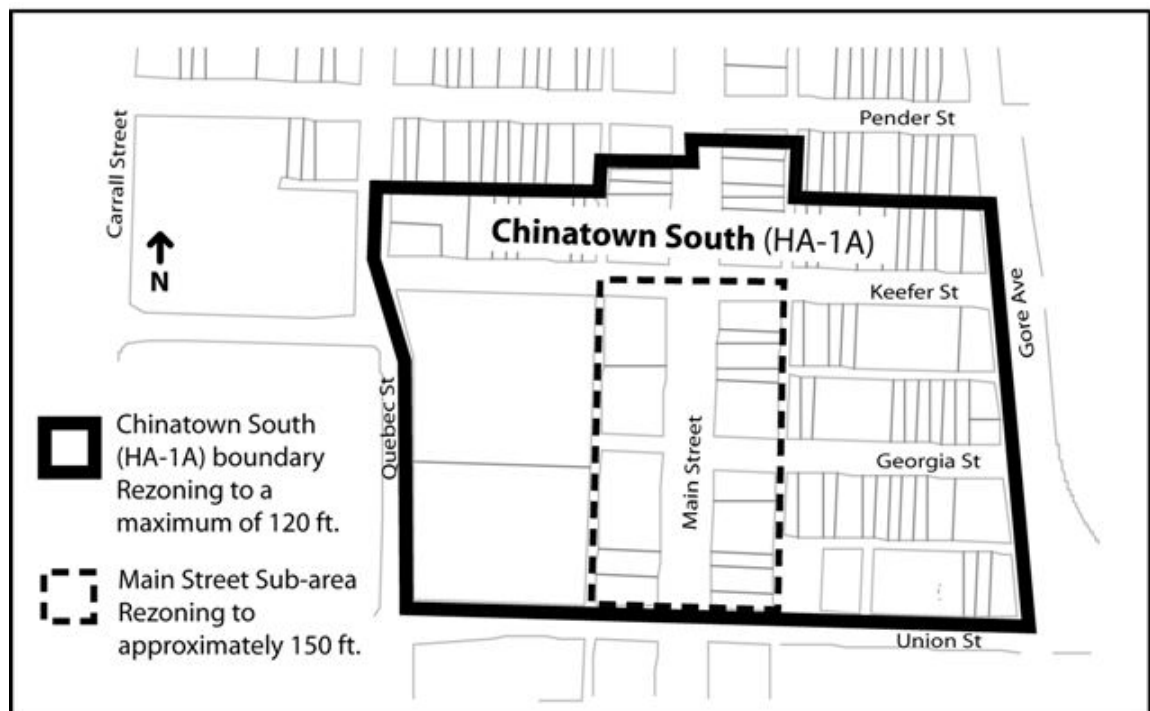 Pender St
Carrall Street
Chinatown South (HA-1A)
N
Keefer St
Gore Ave
Quebec St
Main Street
Georgia St
Union St
Chinatown South
(HA-1A) boundary
Rezoning to a
maximum of 120 ft.
Main Street Sub-area
Rezoning to
approximately 150 ft.